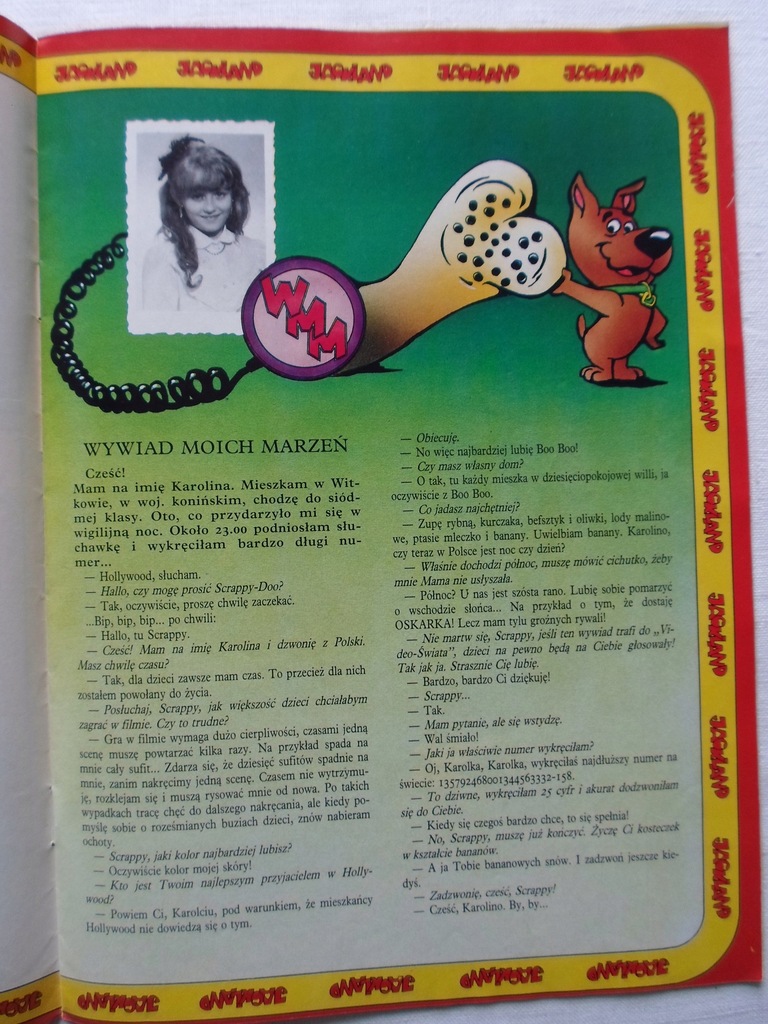 WMM
WYWIAD MOICH MARZEŃ
Cześć!
Mam na imię Karolina. Mieszkam w Wit-
kowie, w woj. konińskim, chodzę do siód-
mej klasy. Oto, co przydarzyło mi się w
wigilijną noc. Około 23.00 podniosłam słu-
chawkę i wykręciłam bardzo długi nu-
mer...
— Hollywood, słucham.
— Hallo, czy mogę prosić Scrappy-Doo?
— Tak, oczywiście, proszę chwilę zaczekać.
...Bip, bip, bip... po chwili:
— Hallo, tu Scrappy.
— Cześć! Mam na imię Karolina i dzwonię z Polski.
Masz chwilę czasu?
— Tak, dla dzieci zawsze mam czas. To przecież dla nich
zostałem powołany do życia.
— Posłuchaj, Scrappy, jak większość dzieci chciałabym
zagrać w filmie. Czy to trudne?
— Gra w filmie wymaga dużo cierpliwości, czasami jedną
scenę muszę powtarzać kilka razy. Na przykład spada na
mnie cały sufit... Zdarza się, że dziesięć sufitów spadnie na
mnie, zanim nakręcimy jedną scenę. Czasem nie wytrzymu-
ję, rozklejam się i muszą rysować mnie od nowa. Po takich
wypadkach tracę chęć do dalszego nakręcania, ale kiedy po-
myślę sobie o roześmianych buziach dzieci, znów nabieram
ochoty.
— Scrappy, jaki kolor najbardziej lubisz?
— Oczywiście kolor mojej skóry!
— Kto jest Twoim najlepszym przyjacielem w Holly-
wood?
— Powiem Ci, Karolciu, pod warunkiem, że mieszkańcy
Hollywood nie dowiedzą się o tym.
— Obiecuję.
— No więc najbardziej lubię Boo Boo!
— Czy masz własny dom?
— O tak, tu każdy mieszka w dziesięciopokojowej willi, ja
oczywiście z Boo Boo.
— Co jadasz najchętniej?
— Zupę rybną, kurczaka, befsztyk i oliwki, lody malino-
we, ptasie mleczko i banany. Uwielbiam banany. Karolino,
czy teraz w Polsce jest noc czy dzień?
— Właśnie dochodzi północ, muszę mówić cichutko, żeby
mnie Mama nie usłyszała.
— Północ? U nas jest szósta rano. Lubię sobie pomarzyć
o wschodzie słońca... Na przykład o tym, że dostaję
OSKARKA! Lecz mam tylu groźnych rywali!
— Nie martw się, Scrappy, jeśli ten wywiad trafi do „Vi-
deo-Świata”, dzieci na pewno będą na Ciebie głosowały!
Tak jak ja. Strasznie Cię lubię.
— Bardzo, bardzo Ci dziękuję!
— Scrappy...
— Tak.
— Mam pytanie, ale się wstydzę.
— Wal śmiało!
— Jaki ja właściwie numer wykręciłam?
— Oj, Karolka, Karolka, wykręciłaś najdłuższy numer na
świecie: 135792468001344563332-158.
— To dziwne, wykręciłam 25 cyfr i akurat dodzwoniłam
się do Ciebie.
— Kiedy się czegoś bardzo chce, to się spełnia!
— No, Scrappy, muszę już kończyć. Życzę Ci kosteczek
w kształcie bananów.
— A ja Tobie bananowych snów. I zadzwoń jeszcze kie-
dyś.
— Zadzwonię, cześć, Scrappy!
— Cześć, Karolino. By, by...